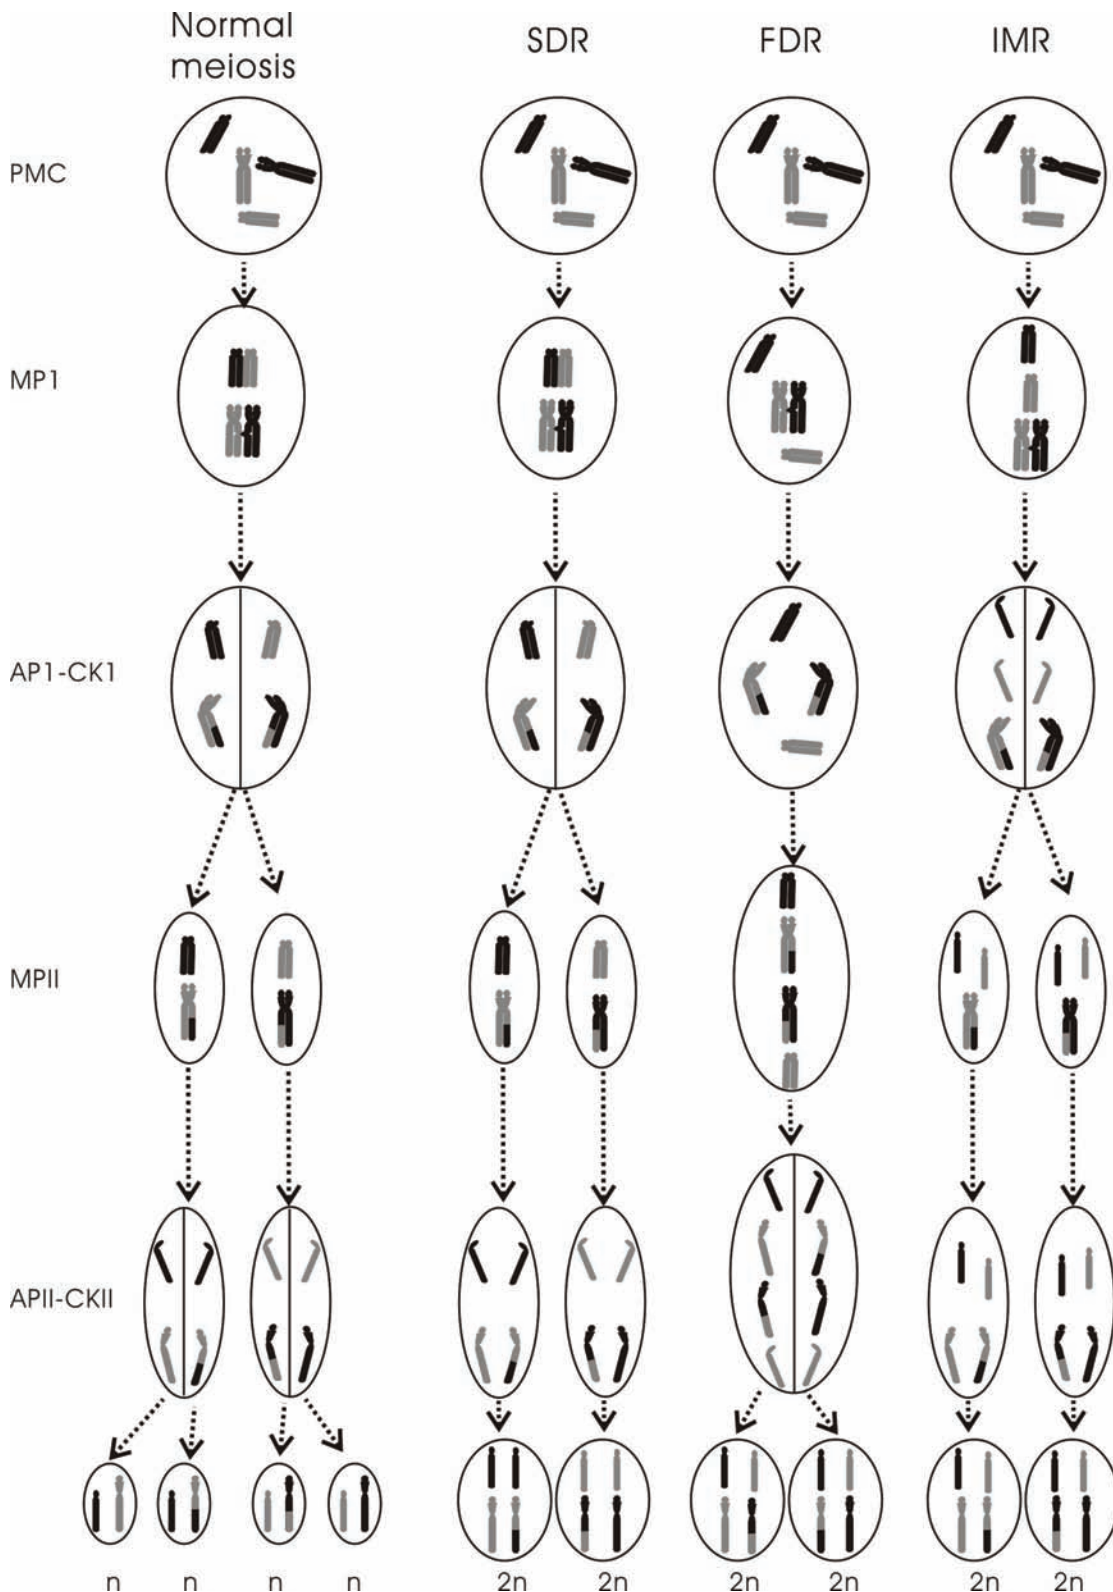 Normal
meiosis
SDR
FDR
IMR
PMC
MP1
AP1-CK1
MPII
APII-CKII
n n n n 2n 2n 2n 2n 2n 2n